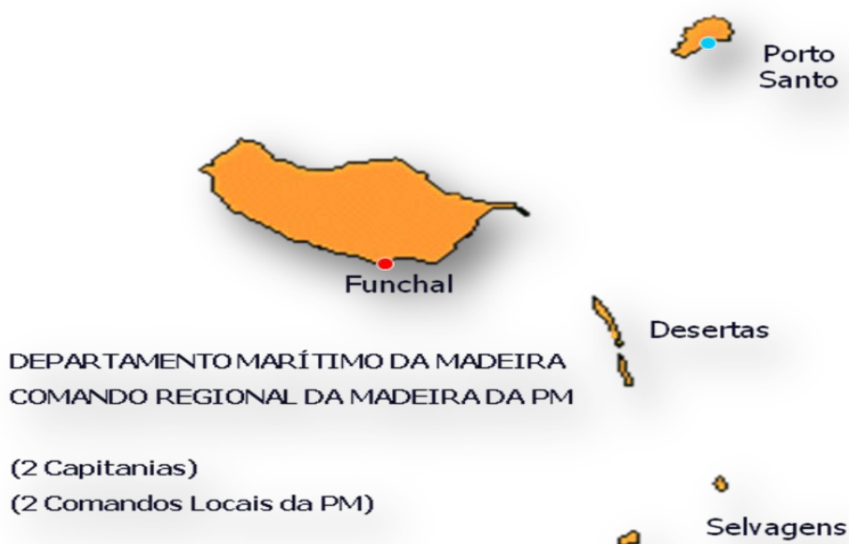 Porto
Santo
Funchal
Desertas
DEPARTAMENTO MARÍTIMO DA MADEIRA
COMANDO REGIONAL DA MADEIRA DA PM
(2 Capitanias)
(2 Comandos Locais da PM)
Selvagens